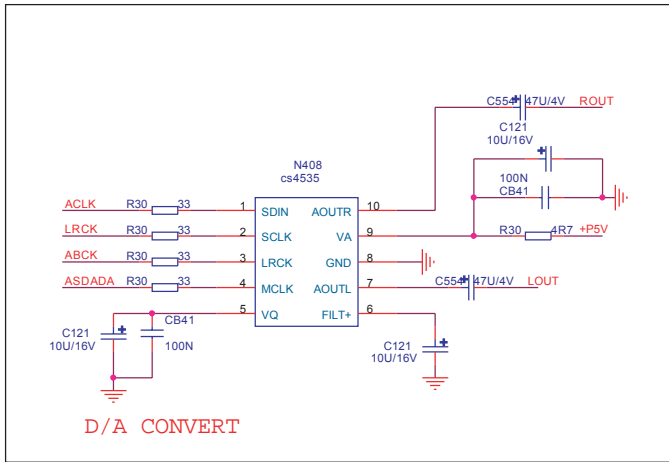 C554 47U/4V ROUT
C121
10U/16V
N408
cs4535
100N
CB41
ACLK R30 33 1 SDIN AOUTR 10
LRCK R30 33 2 SCLK VA 9 R30 4R7 +P5V
ABCK R30 33 3 LRCK GND 8
ASDADA R30 33 4 MCLK AOUTL 7 C554 47U/4V LOUT
5 VQ FILT+ 6
C121
10U/16V
CB41
100N
C121
10U/16V
D/A CONVERT